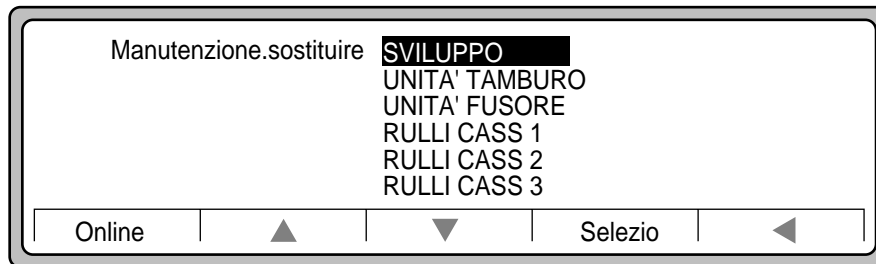 Manutenzione.sostituire SVILUPPO
UNITA' TAMBURO
UNITA' FUSORE
RULLI CASS 1
RULLI CASS 2
RULLI CASS 3
Online Selezio